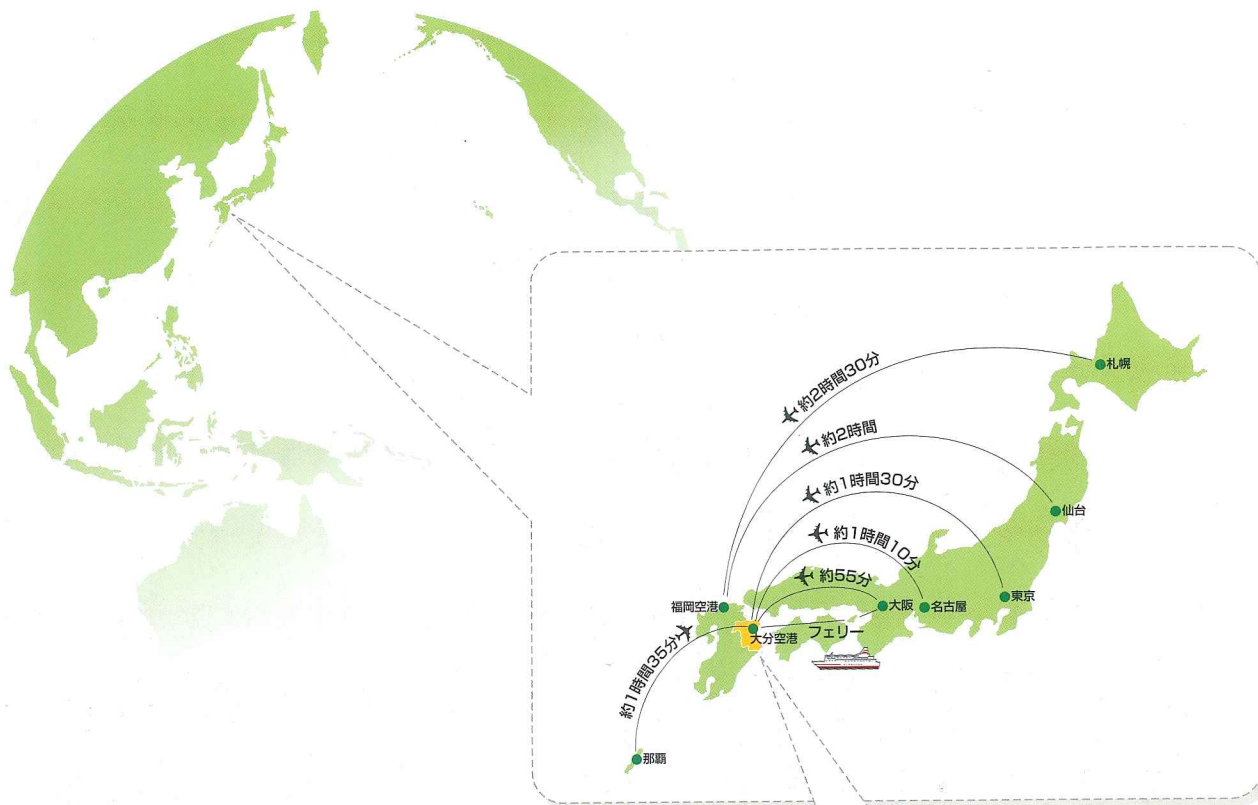 約2時間30分
札幌
約2時間
約1時間30分
仙台
約1時間10分
約55分
福岡空港
大阪
名古屋
東京
大分空港
フェリー
約1時間35分
那覇